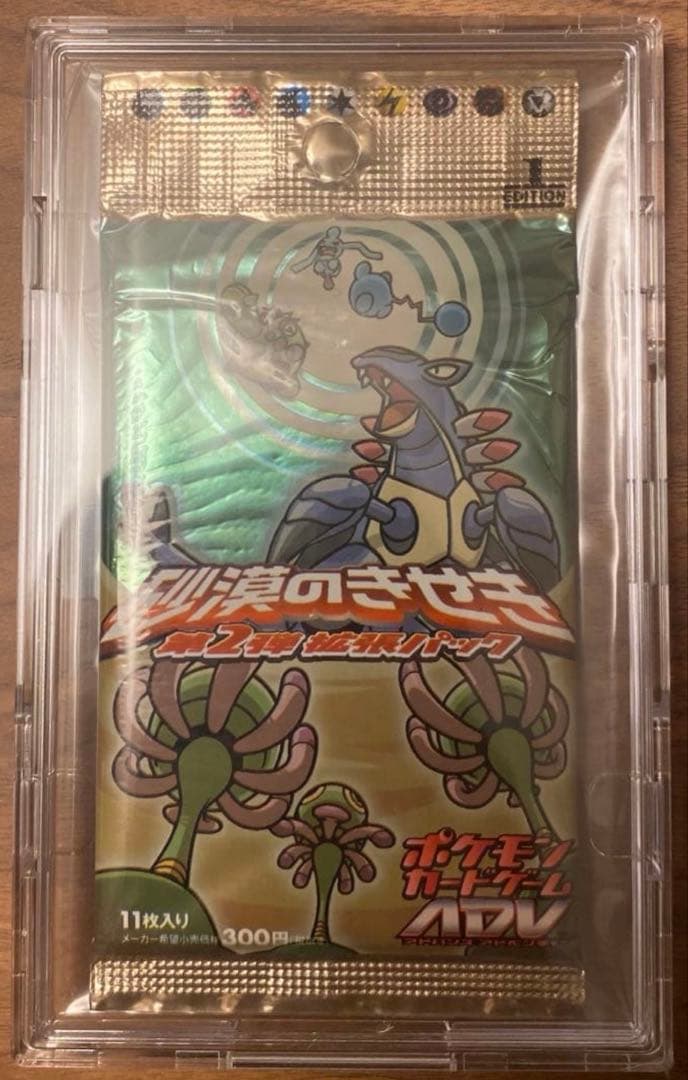 1
EDITION
砂漠のきせき
第2弾 拡張パック
ポケモン
カードゲーム
ADV
11枚入り
メーカー希望小売価格 300円